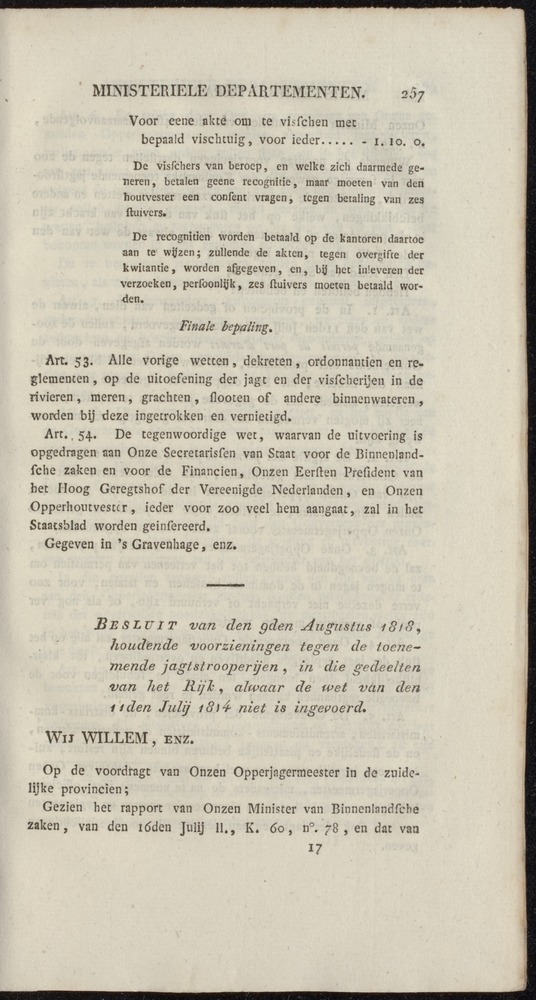 MINISTERIELE DEPARTEMENTEN. 257
Voor eene akte om te visſchen met
bepaald vischtuig, voor ieder..... - 1. 10. 0.
De visſchers van beroep, en welke zich daarmede ge-
neren, betalen geene recognitie, maar moeten van den
houtvester een conſent vragen, tegen betaling van zes
ſtuivers.
De recognitien worden betaald op de kantoren daartoe
aan te wijzen; zullende de akten, tegen overgifte der
kwitantie, worden afgegeven, en, bij het inleveren der
verzoeken, perſoonlijk, zes ſtuivers moeten betaald wor-
den.
Finale bepaling.
Art. 53. Alle vorige wetten, dekreten, ordonnantien en re-
glementen, op de uitoefening der jagt en der visſcherijen in de
rivieren, meren, grachten, ſlooten of andere binnenwateren,
worden bij deze ingetrokken en vernietigd.
Art. 54. De tegenwoordige wet, waarvan de uitvoering is
opgedragen aan Onze Secretarisſen van Staat voor de Binnenland-
ſche zaken en voor de Financien, Onzen Eerſten Preſident van
het Hoog Geregtshof der Vereenigde Nederlanden, en Onzen
Opperhoutvester, ieder voor zoo veel hem aangaat, zal in het
Staatsblad worden geinſereerd.
Gegeven in 's Gravenhage, enz.
BESLUIT van den 9den Augustus 1818,
houdende voorzieningen tegen de toene-
mende jagtstrooperijen, in die gedeelten
van het Rijk, alwaar de wet van den
11den Julij 1814 niet is ingevoerd.
WIJ WILLEM, ENZ.
Op de voordragt van Onzen Opperjagermeester in de zuide-
lijke provincien;
Gezien het rapport van Onzen Minister van Binnenlandſche
zaken, van den 16den Julij ll., K. 60, n°. 78, en dat van
17